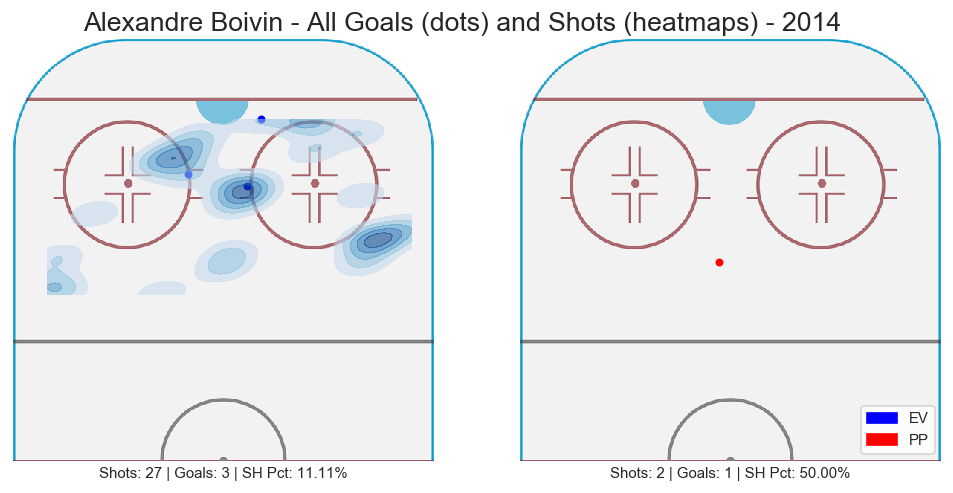 Alexandre Boivin - All Goals (dots) and Shots (heatmaps) - 2014
EV
PP
Shots: 27 | Goals: 3 | SH Pct: 11.11%
Shots: 2 | Goals: 1 | SH Pct: 50.00%